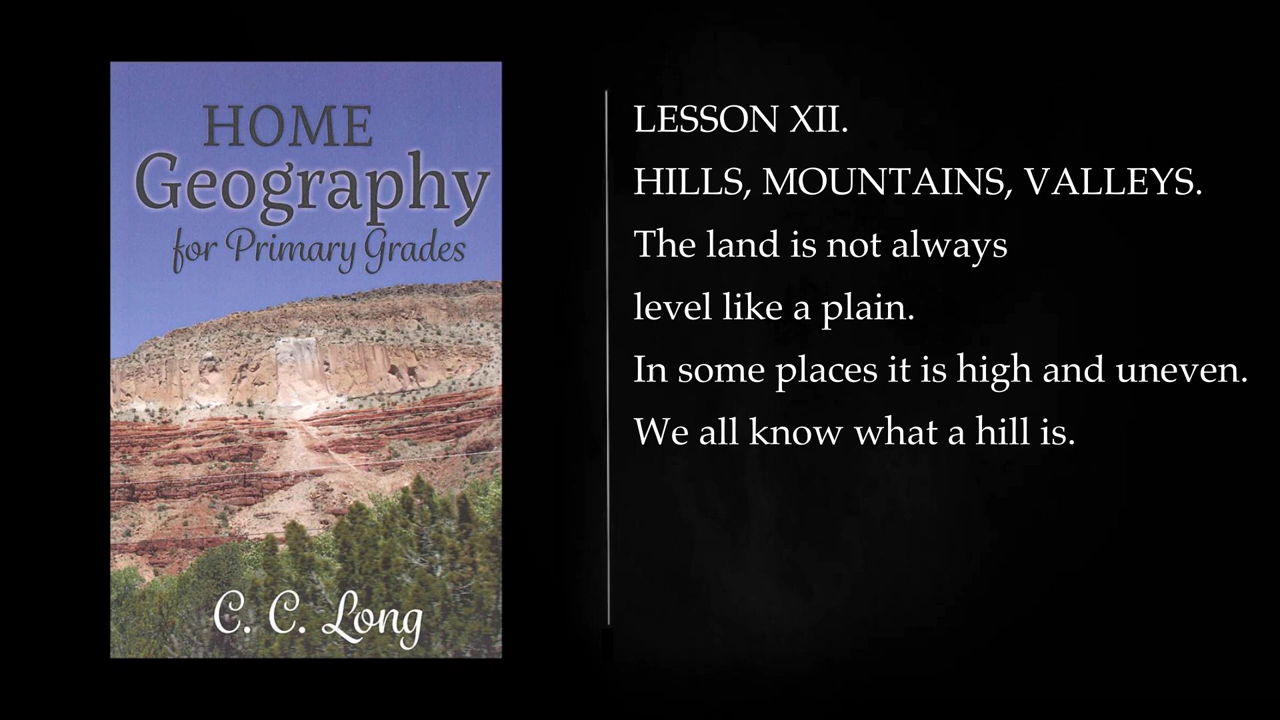 HOME
Geography
for Primary Grades
C. C. Long
LESSON XII.
HILLS, MOUNTAINS, VALLEYS.
The land is not always
level like a plain.
In some places it is high and uneven.
We all know what a hill is.